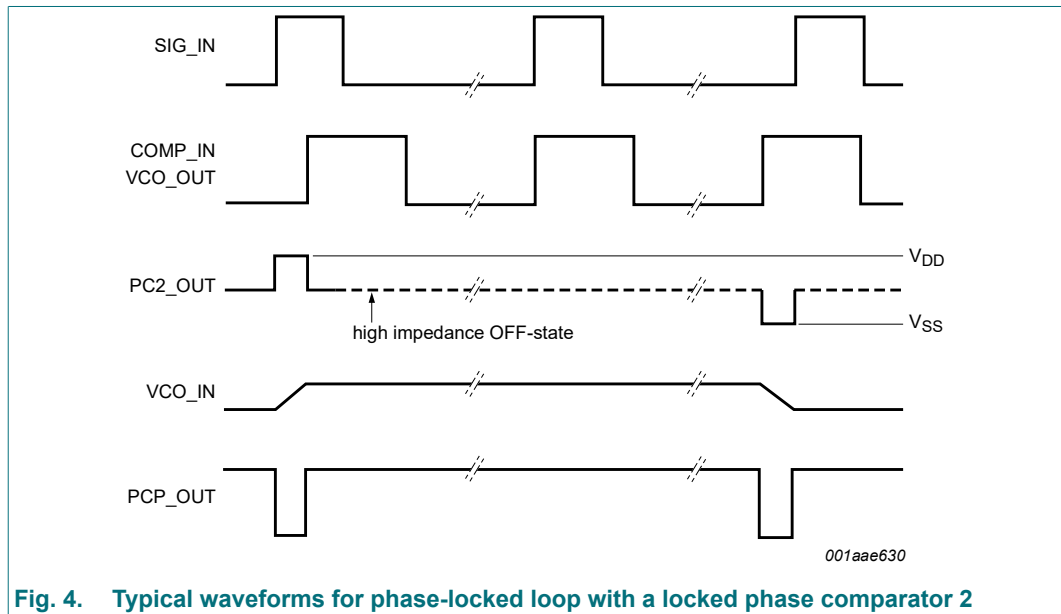 SIG_IN
COMP_IN
VCO_OUT
PC2_OUT
VDD
high impedance OFF-state
VSS
VCO_IN
PCP_OUT
001aae630
Fig. 4. Typical waveforms for phase-locked loop with a locked phase comparator 2